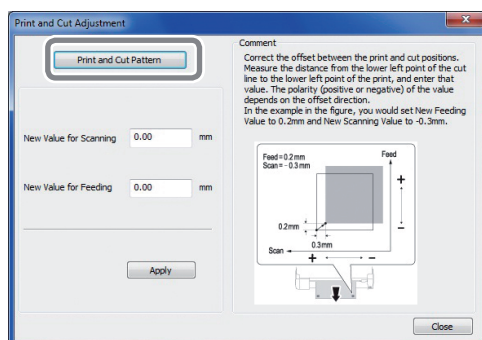 Print and Cut Adjustment
Print and Cut Pattern
New Value for Scanning 0.00 mm
New Value for Feeding 0.00 mm
Apply
Comment
Correct the offset between the print and cut positions.
Measure the distance from the lower left point of the cut
line to the lower left point of the print, and enter that
value. The polarity (positive or negative) of the value
depends on the offset direction.
In the example in the figure, you would set New Feeding
Value to 0.2mm and New Scanning Value to -0.3mm.
Feed=0.2mm
Scan=-0.3mm
Feed
+
-
0.2mm
0.3mm
Scan
+ -
Close